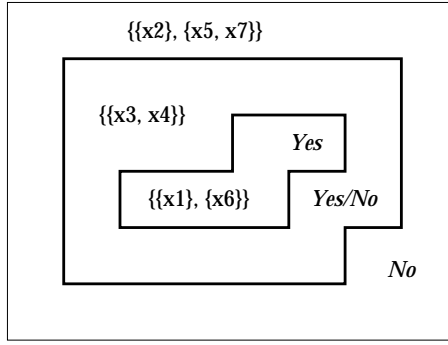 {{x2}, {x5, x7}}
{{x3, x4}}
Yes
{{x1}, {x6}}
Yes/No
No